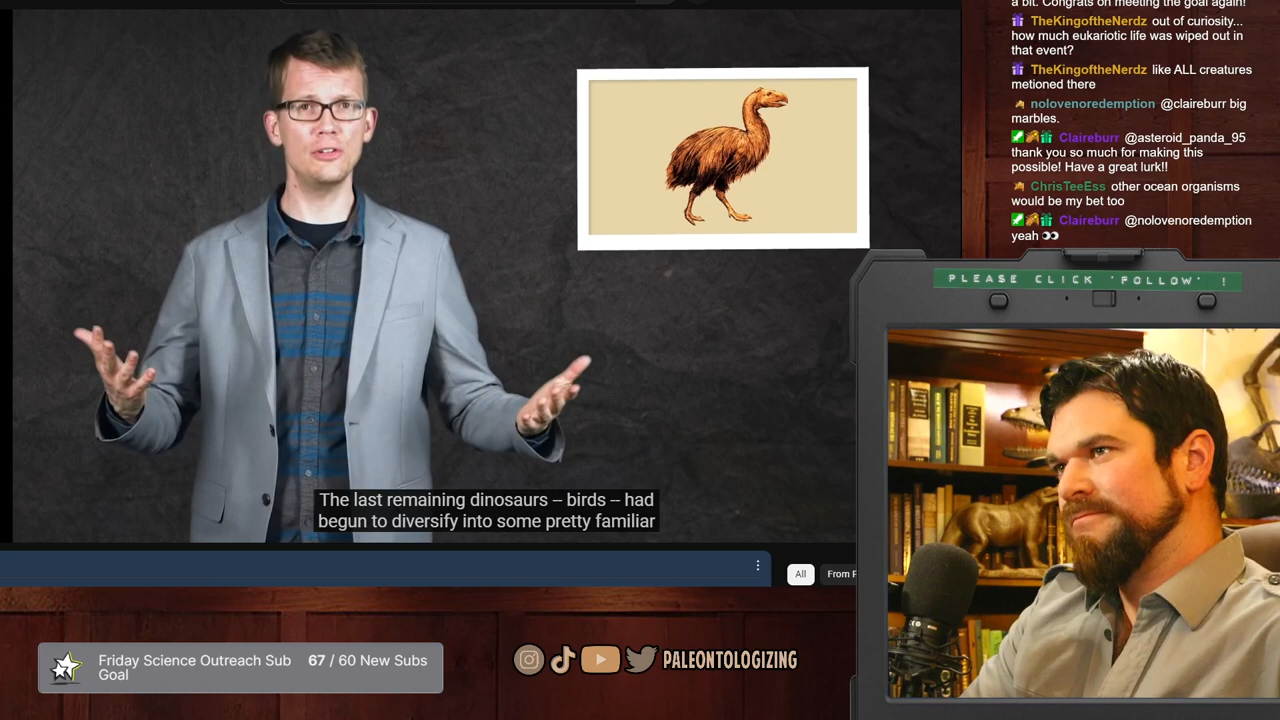 a bit. Congrats on meeting the goal again!
TheKingoftheNerdz out of curiosity...
how much eukariotic life was wiped out in
that event?
TheKingoftheNerdz like ALL creatures
metioned there
nolovenoredemption @claireburr big
marbles.
Claireburr @asteroid_panda_95
thank you so much for making this
possible! Have a great lurk!!
ChrisTeeEss other ocean organisms
would be my bet too
Claireburr @nolovenoredemption
yeah 👀
PLEASE CLICK 'FOLLOW' !
The last remaining dinosaurs – birds – had
begun to diversify into some pretty familiar
All
From P
Friday Science Outreach Sub
Goal
67 / 60 New Subs
PALEONTOLOGIZING